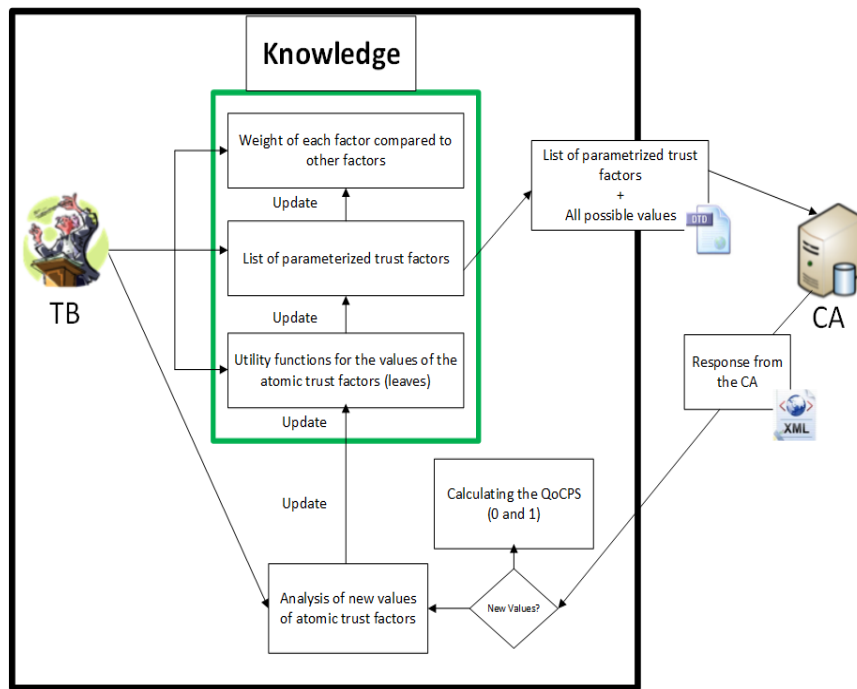 Knowledge
Weight of each factor compared to
other factors
Update
List of parameterized trust factors
Update
Utility functions for the values of the
atomic trust factors (leaves)
Update
Update
TB
List of parametrized trust
factors
+
All possible values
DTD
CA
Response from
the CA
XML
Calculating the QoCPS
(0 and 1)
New Values?
Analysis of new values
of atomic trust factors